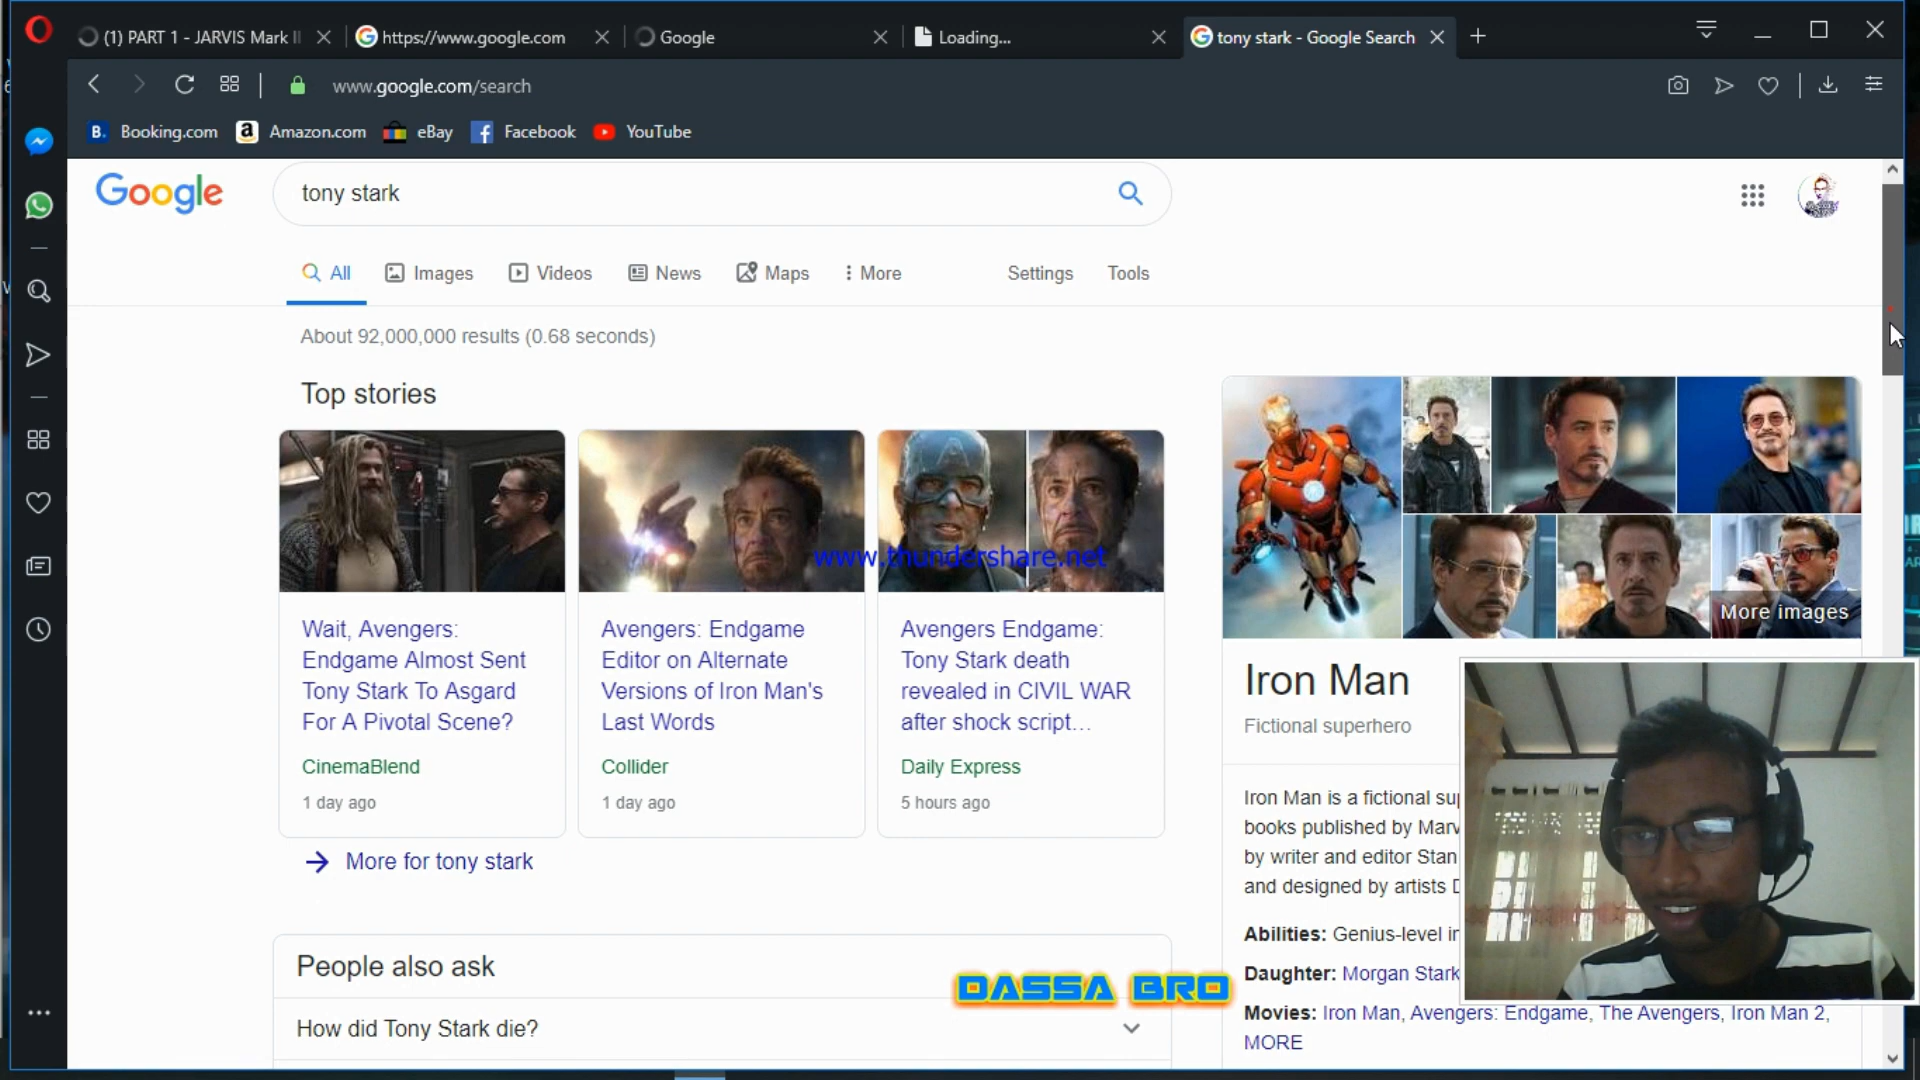 (1) PART 1 - JARVIS Mark II
https://www.google.com
Google
Loading...
tony stark - Google Search
www.google.com/search
Booking.com
Amazon.com
eBay
Facebook
YouTube
Google
tony stark
All
Images
Videos
News
Maps
More
Settings
Tools
About 92,000,000 results (0.68 seconds)
Top stories
Wait, Avengers:
Endgame Almost Sent
Tony Stark To Asgard
For A Pivotal Scene?
CinemaBlend
1 day ago
Avengers: Endgame
Editor on Alternate
Versions of Iron Man's
Last Words
Collider
1 day ago
Avengers Endgame:
Tony Stark death
revealed in CIVIL WAR
after shock script...
Daily Express
5 hours ago
www.thundershare.net
More for tony stark
People also ask
How did Tony Stark die?
More images
Iron Man
Fictional superhero
Iron Man is a fictional
books published by
by writer and editor Stan
and designed by artists
Abilities: Genius-level
Daughter: Morgan Stark
Movies: Iron Man, Avengers: Endgame, The Avengers, Iron Man 2,
MORE
DASSA BRO